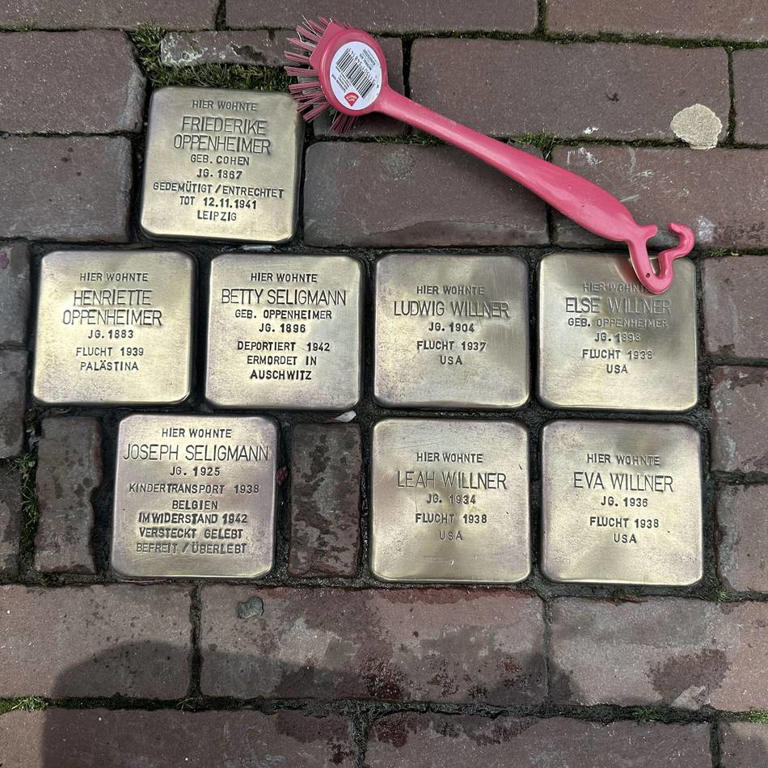 HIER WOHNTE
FRIEDERIKE
OPPENHEIMER
GEB. COHEN
JG. 1867
GEDEMÜTIGT / ENTRECHTET
TOT 12.11.1941
LEIPZIG
HIER WOHNTE
HENRIETTE
OPPENHEIMER
JG. 1883
FLUCHT 1939
PALÄSTINA
HIER WOHNTE
BETTY SELIGMANN
GEB. OPPENHEIMER
JG. 1896
DEPORTIERT 1942
ERMORDET IN
AUSCHWITZ
HIER WOHNTE
LUDWIG WILLNER
JG. 1904
FLUCHT 1937
USA
HIER WOHNTE
ELSE WILLNER
GEB. OPPENHEIMER
JG. 1898
FLUCHT 1938
USA
HIER WOHNTE
JOSEPH SELIGMANN
JG. 1925
KINDERTRANSPORT 1938
BELGIEN
IM WIDERSTAND 1942
VERSTECKT GELEBT
BEFREIT / ÜBERLEBT
HIER WOHNTE
LEAH WILLNER
JG. 1934
FLUCHT 1938
USA
HIER WOHNTE
EVA WILLNER
JG. 1936
FLUCHT 1938
USA